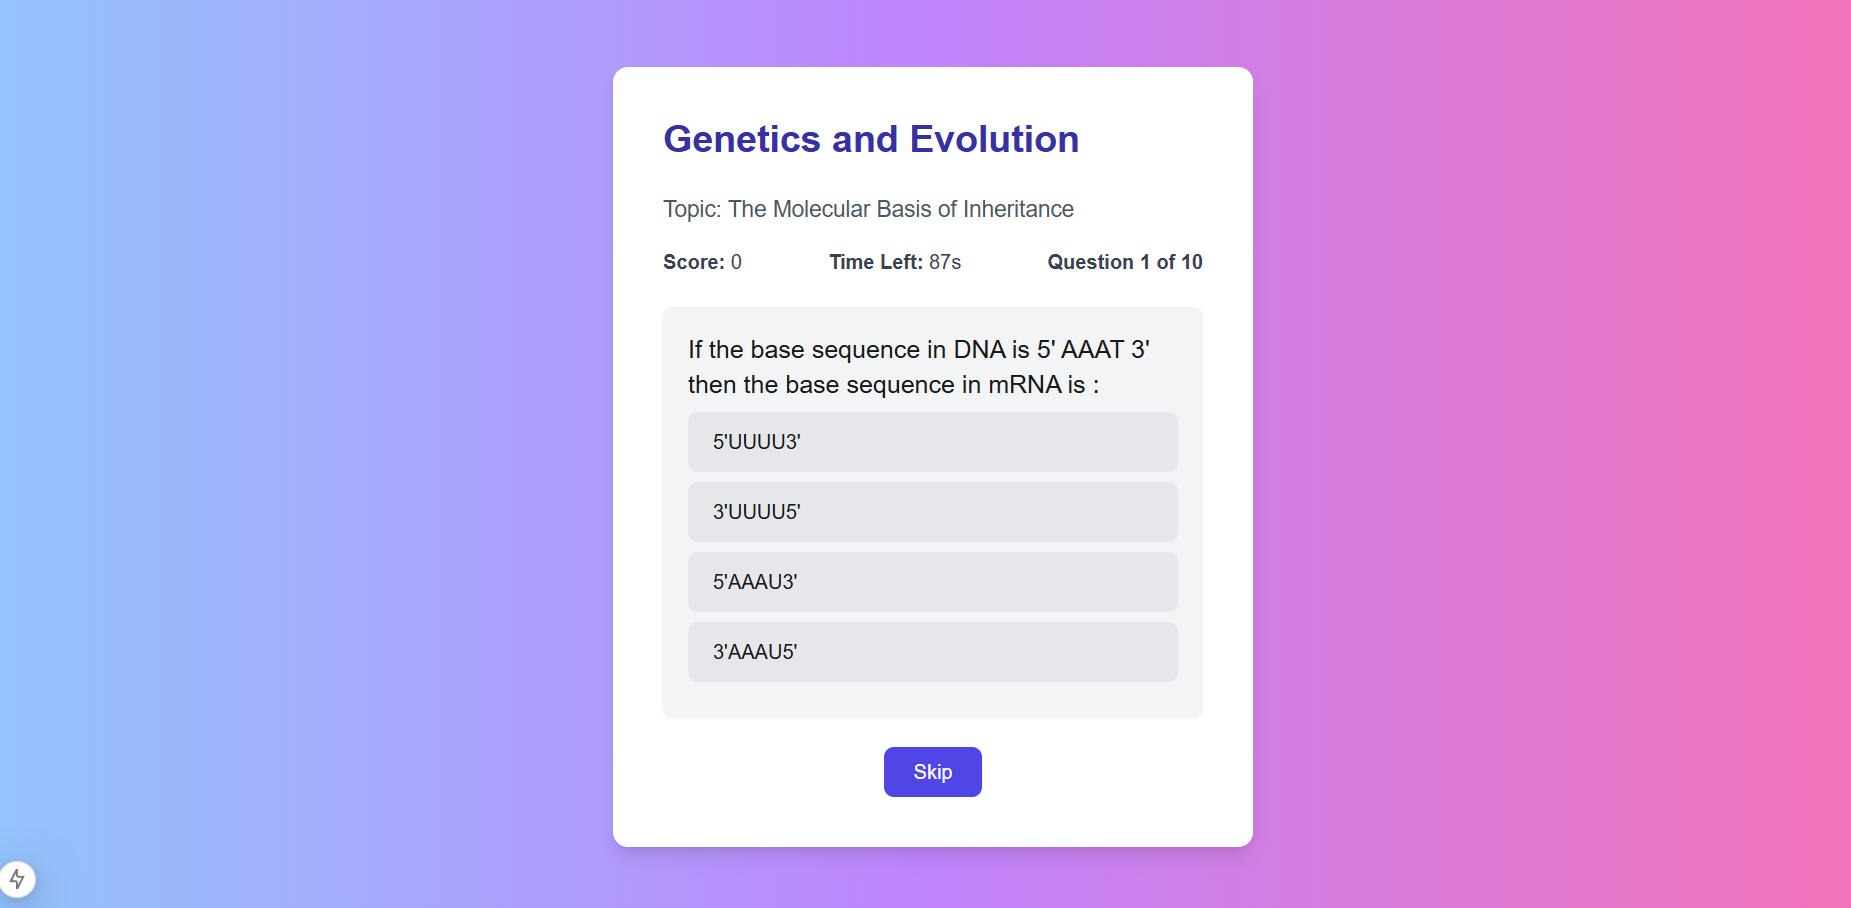 Genetics and Evolution
Topic: The Molecular Basis of Inheritance
Score: 0 Time Left: 87s Question 1 of 10
If the base sequence in DNA is 5' AAAT 3'
then the base sequence in mRNA is :
5'UUUU3'
3'UUUU5'
5'AAAU3'
3'AAAU5'
Skip